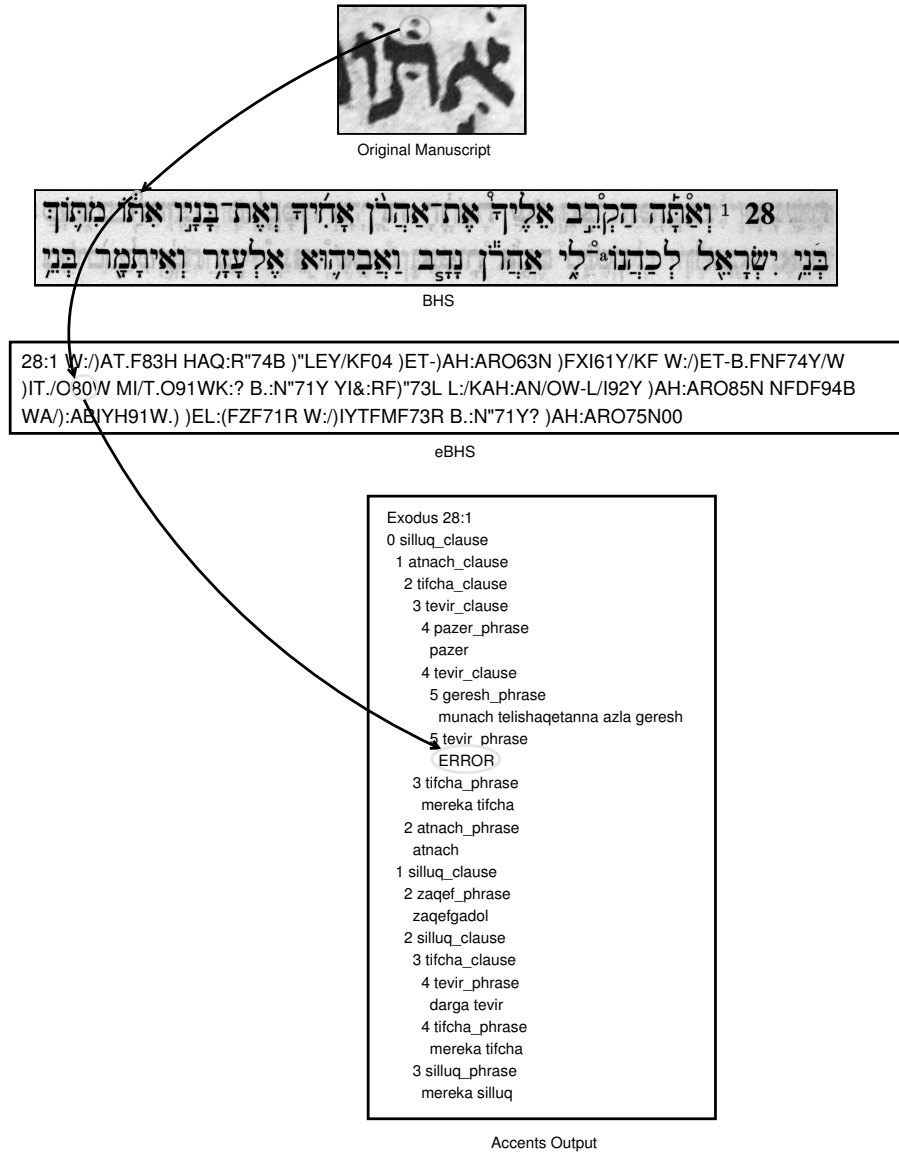 אִתּ֔וֹ
Original Manuscript
28 1 וְאַתָּ֡ה הַקְרֵ֣ב אֵלֶ֠יךָ אֶת־אַהֲרֹ֨ן אָחִ֜יךָ וְאֶת־בָּנָ֣יו אִתּ֔וֹ מִתּ֛וֹךְ
בְּנֵ֥י יִשְׂרָאֵ֖ל לְכַהֲנוֹ־ᵃלִ֑י אַהֲרֹ֕ן נָדָ֧ב וַאֲבִיה֛וּא אֶלְעָזָ֥ר וְאִיתָמָ֖ר בְּנֵ֥י
BHS
28:1 W:/)AT.F83H HAQ:R"74B )"LEY/KF04 )ET-)AH:ARO63N )FXI61Y/KF W:/)ET-B.FNF74Y/W
)IT./O80W MI/T.O91WK:? B.:N"71Y YI&:RF)"73L L:/KAH:AN/OW-L/I92Y )AH:ARO85N NFDF94B
WA/):ABIYH91W.) )EL:(FZF71R W:/)IYTFMF73R B.:N"71Y? )AH:ARO75N00
eBHS
Exodus 28:1
0 silluq_clause
1 atnach_clause
2 tifcha_clause
3 tevir_clause
4 pazer_phrase
pazer
4 tevir_clause
5 geresh_phrase
munach telishaqetanna azla geresh
5 tevir_phrase
ERROR
3 tifcha_phrase
mereka tifcha
2 atnach_phrase
atnach
1 silluq_clause
2 zaqef_phrase
zaqefgadol
2 silluq_clause
3 tifcha_clause
4 tevir_phrase
darga tevir
4 tifcha_phrase
mereka tifcha
3 silluq_phrase
mereka silluq
Accents Output